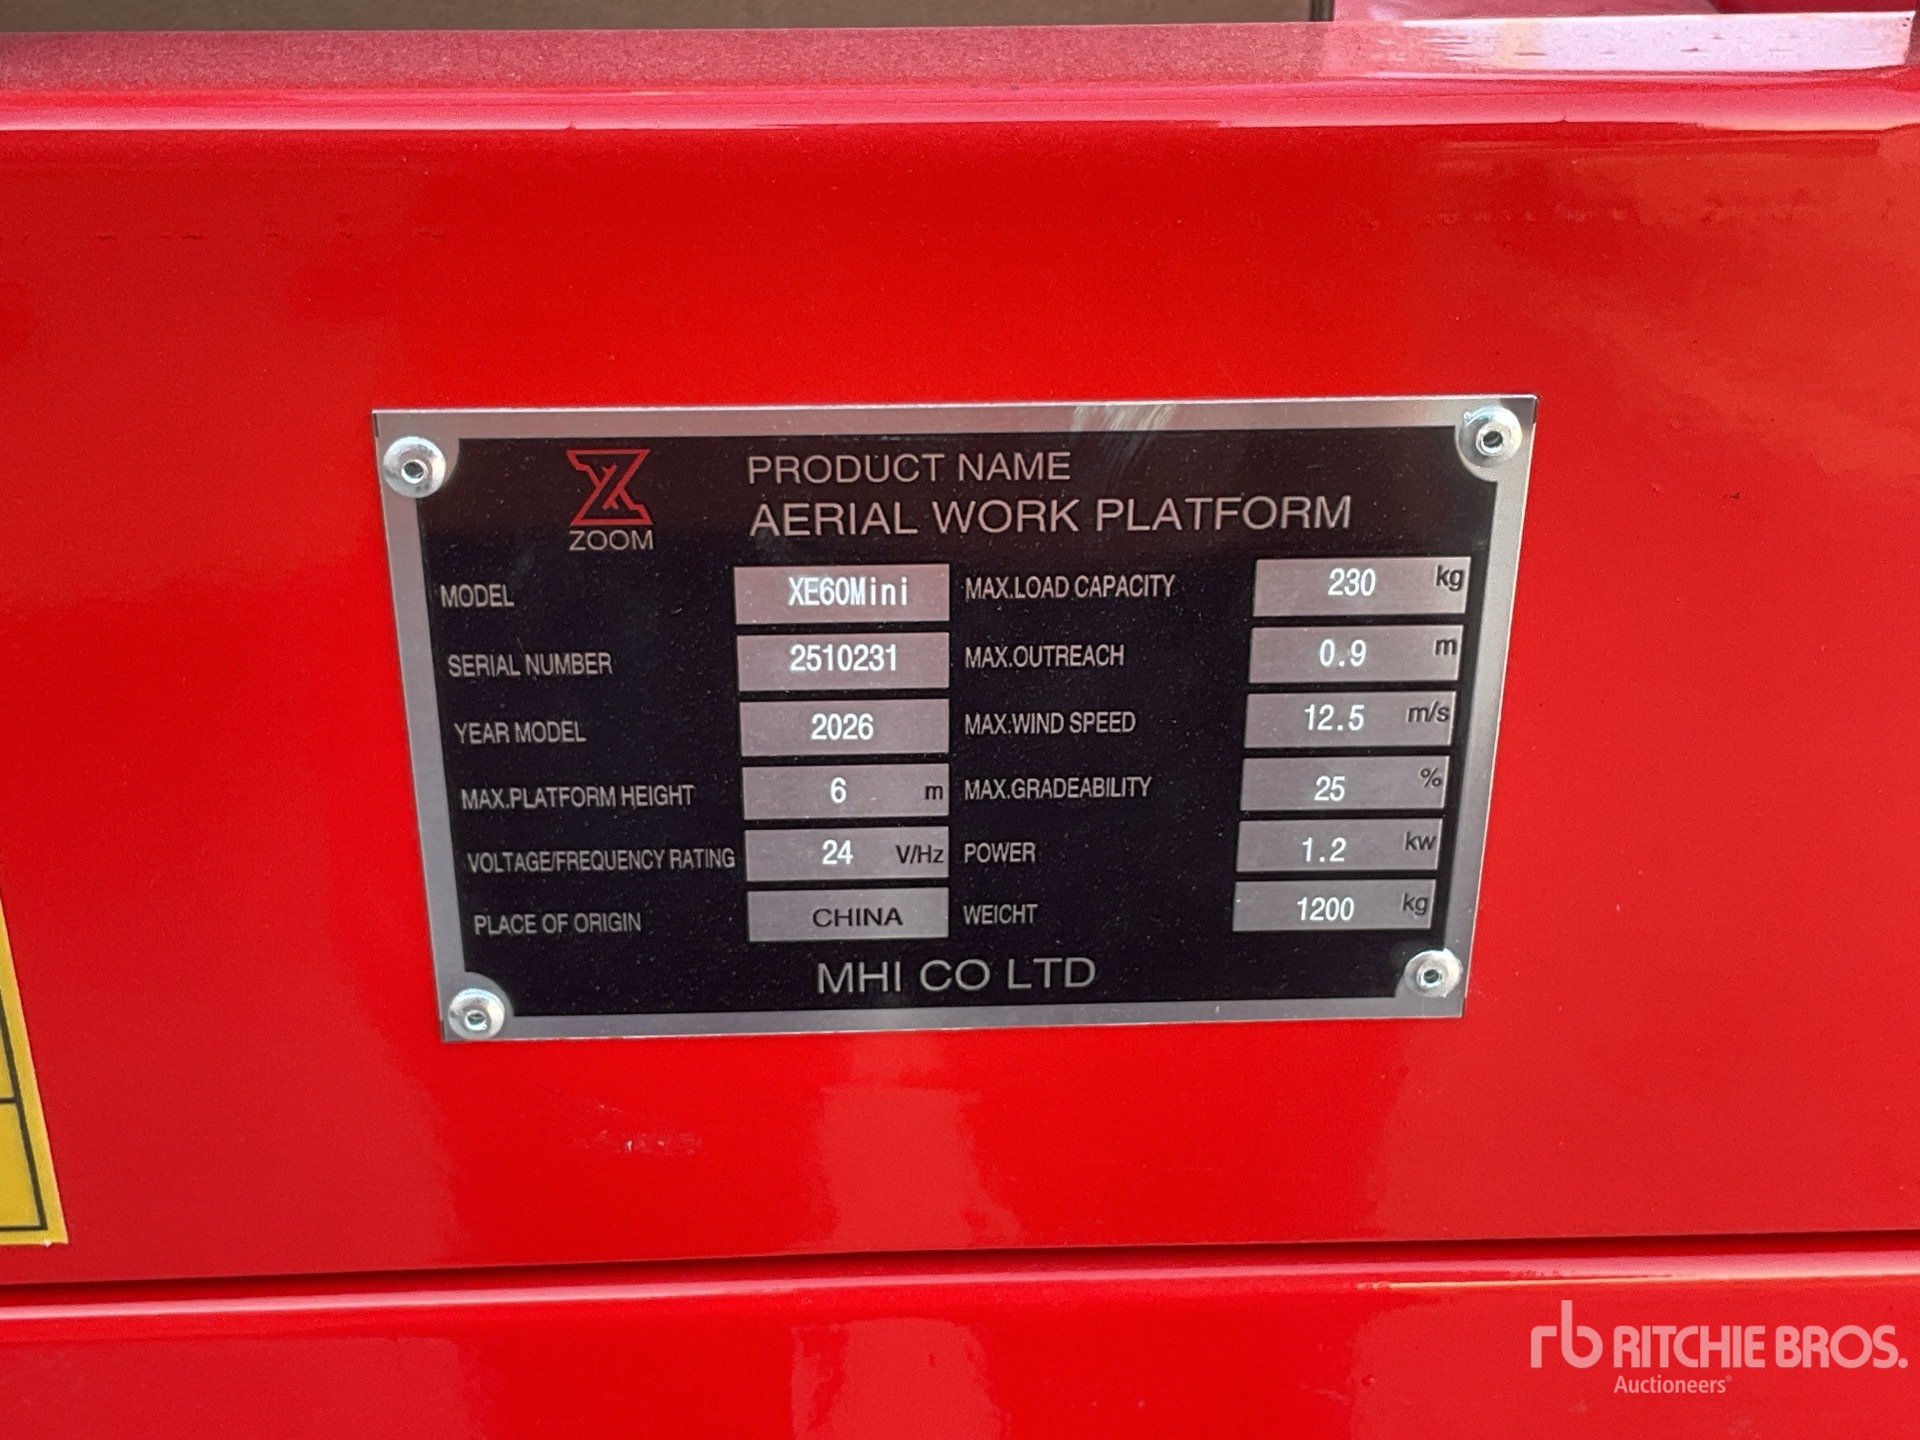 ZOOM
PRODUCT NAME
AERIAL WORK PLATFORM
MODEL XE60Mini MAX.LOAD CAPACITY 230 kg
SERIAL NUMBER 2510231 MAX.OUTREACH 0.9 m
YEAR MODEL 2026 MAX.WIND SPEED 12.5 m/s
MAX.PLATFORM HEIGHT 6 m MAX.GRADEABILITY 25 %
VOLTAGE/FREQUENCY RATING 24 V/Hz POWER 1.2 kw
PLACE OF ORIGIN CHINA WEICHT 1200 kg
MHI CO LTD
rb RITCHIE BROS.
Auctioneers®